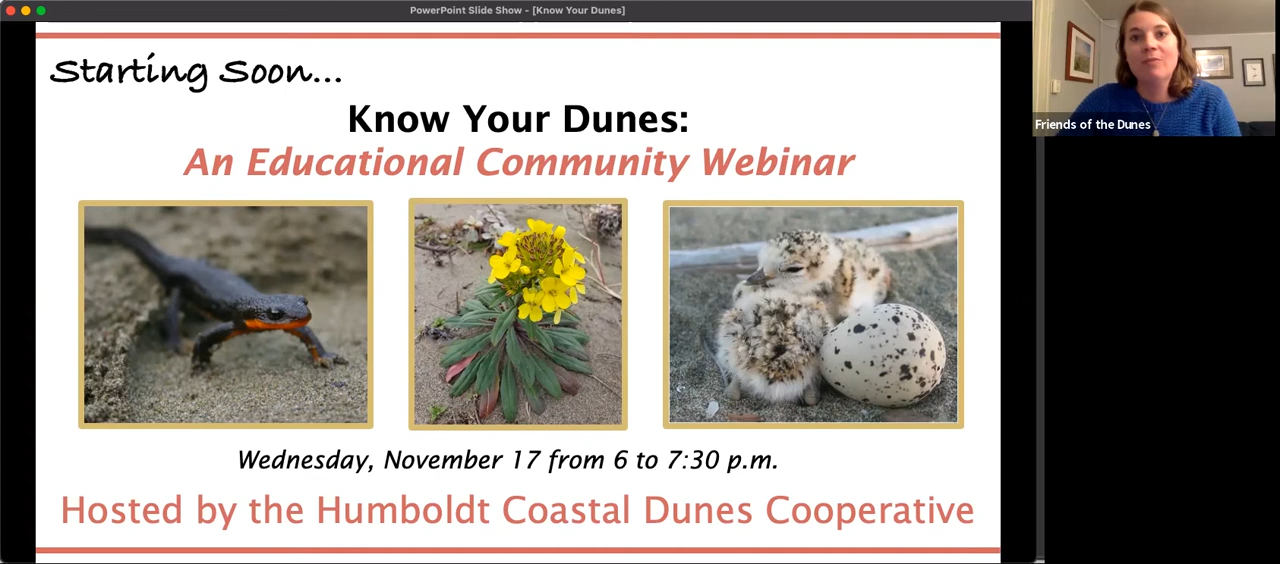 PowerPoint Slide Show - [Know Your Dunes]
Starting Soon...
Know Your Dunes:
An Educational Community Webinar
Wednesday, November 17 from 6 to 7:30 p.m.
Hosted by the Humboldt Coastal Dunes Cooperative
Friends of the Dunes